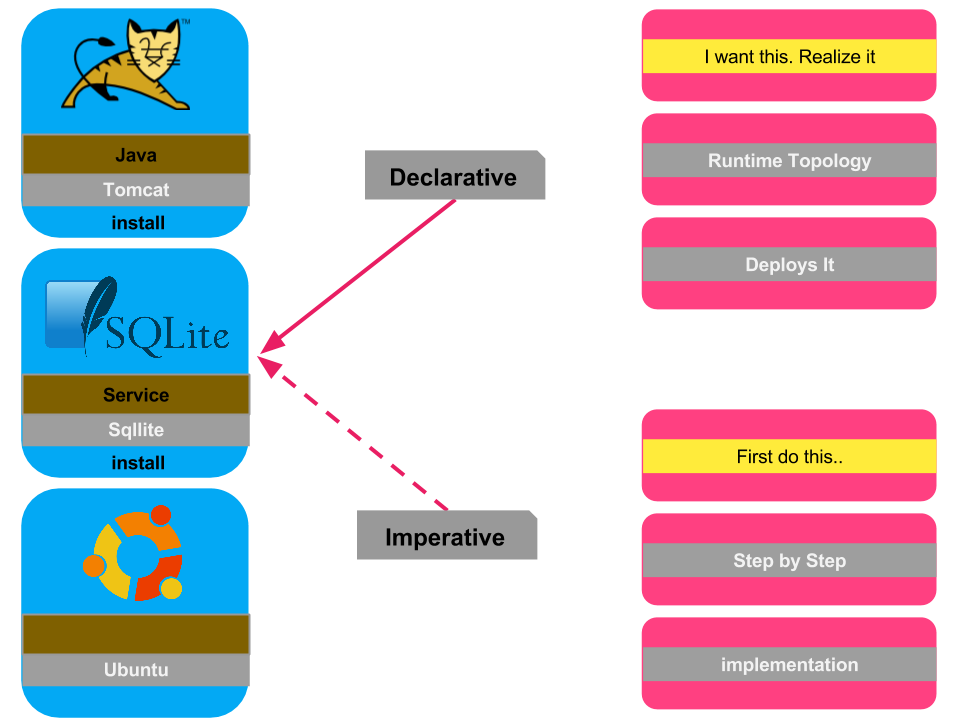 TM
Java
Tomcat
install
SQLite
Service
Sqllite
install
Ubuntu
Declarative
Imperative
I want this. Realize it
Runtime Topology
Deploys It
First do this..
Step by Step
implementation